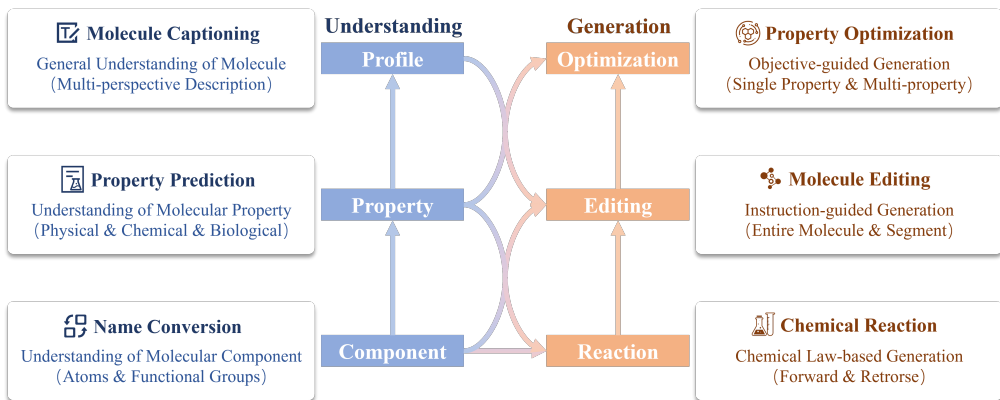 Molecule Captioning
General Understanding of Molecule
(Multi-perspective Description)
Property Prediction
Understanding of Molecular Property
(Physical & Chemical & Biological)
Name Conversion
Understanding of Molecular Component
(Atoms & Functional Groups)
Understanding
Profile
Property
Component
Generation
Optimization
Editing
Reaction
Property Optimization
Objective-guided Generation
(Single Property & Multi-property)
Molecule Editing
Instruction-guided Generation
(Entire Molecule & Segment)
Chemical Reaction
Chemical Law-based Generation
(Forward & Retrorse)